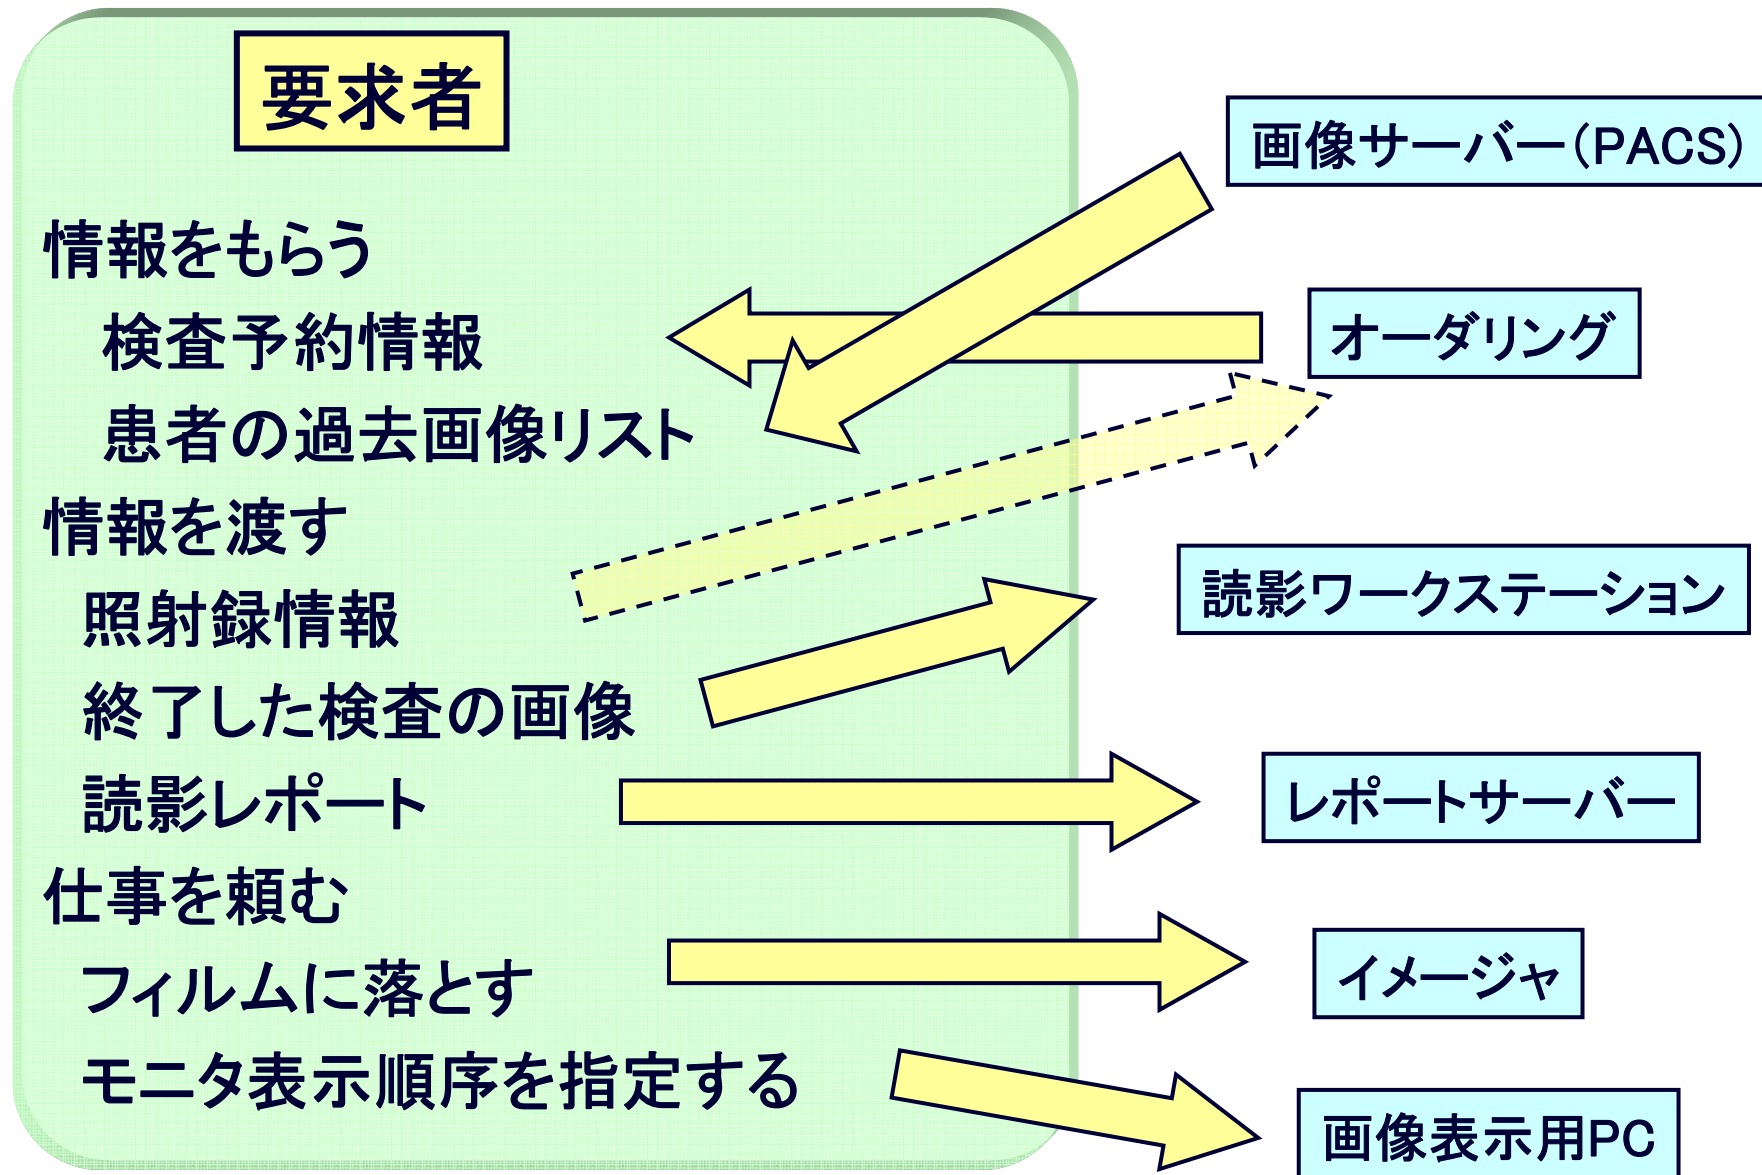 要求者
情報をもらう
検査予約情報
患者の過去画像リスト
情報を渡す
照射録情報
終了した検査の画像
読影レポート
仕事を頼む
フィルムに落とす
モニタ表示順序を指定する
画像サーバー(PACS)
オーダリング
読影ワークステーション
レポートサーバー
イメージャ
画像表示用PC